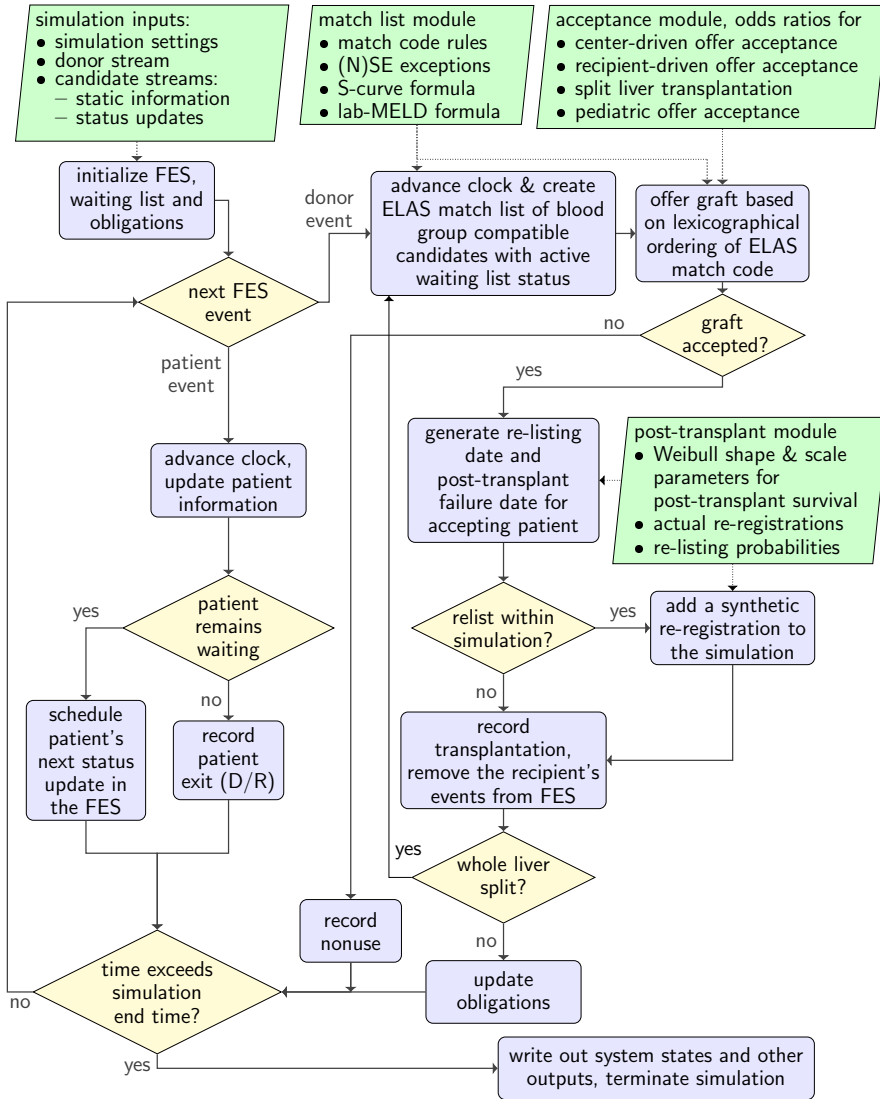 simulation inputs:
● simulation settings
● donor stream
● candidate streams:
– static information
– status updates
match list module
● match code rules
● (N)SE exceptions
● S-curve formula
● lab-MELD formula
acceptance module, odds ratios for
● center-driven offer acceptance
● recipient-driven offer acceptance
● split liver transplantation
● pediatric offer acceptance
initialize FES,
waiting list and
obligations
donor
event
advance clock & create
ELAS match list of blood
group compatible
candidates with active
waiting list status
offer graft based
on lexicographical
ordering of ELAS
match code
next FES
event
no
graft
accepted?
patient
event
yes
generate re-listing
date and
post-transplant
failure date for
accepting patient
post-transplant module
● Weibull shape & scale
parameters for
post-transplant survival
● actual re-registrations
● re-listing probabilities
advance clock,
update patient
information
yes
patient
remains
waiting
relist within
simulation?
yes
add a synthetic
re-registration to
the simulation
no
no
schedule
patient's
next status
update in
the FES
record
patient
exit (D/R)
record
transplantation,
remove the recipient's
events from FES
yes
whole liver
split?
record
nonuse
no
time exceeds
simulation
end time?
no
update
obligations
yes
write out system states and other
outputs, terminate simulation